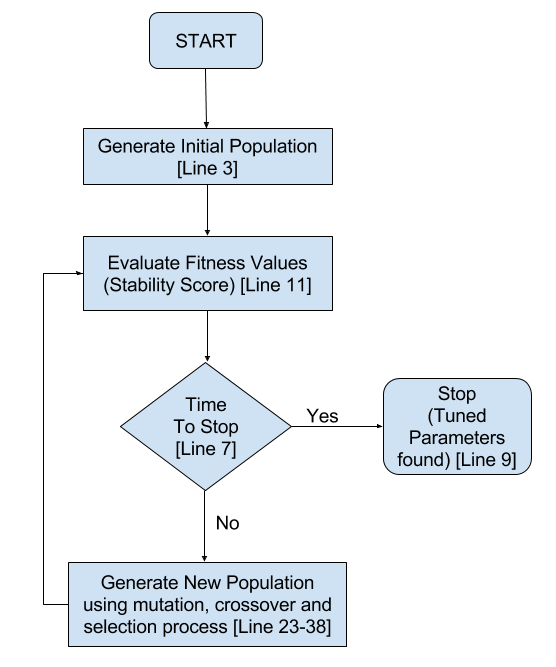 START
Generate Initial Population
[Line 3]
Evaluate Fitness Values
(Stability Score) [Line 11]
Time
To Stop
[Line 7]
Yes
Stop
(Tuned
Parameters
found) [Line 9]
No
Generate New Population
using mutation, crossover and
selection process [Line 23-38]